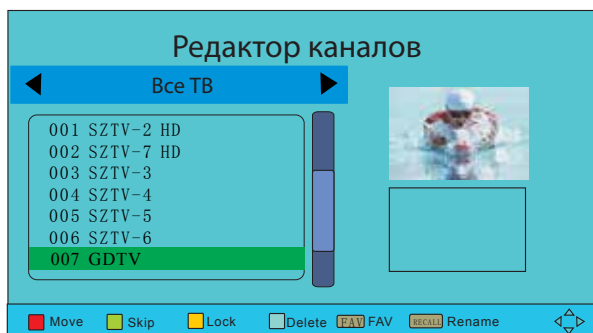 Редактор каналов
Все ТВ
001 SZTV-2 HD
002 SZTV-7 HD
003 SZTV-3
004 SZTV-4
005 SZTV-5
006 SZTV-6
007 GDTV
Move Skip Lock Delete FAV FAV RECALL Rename